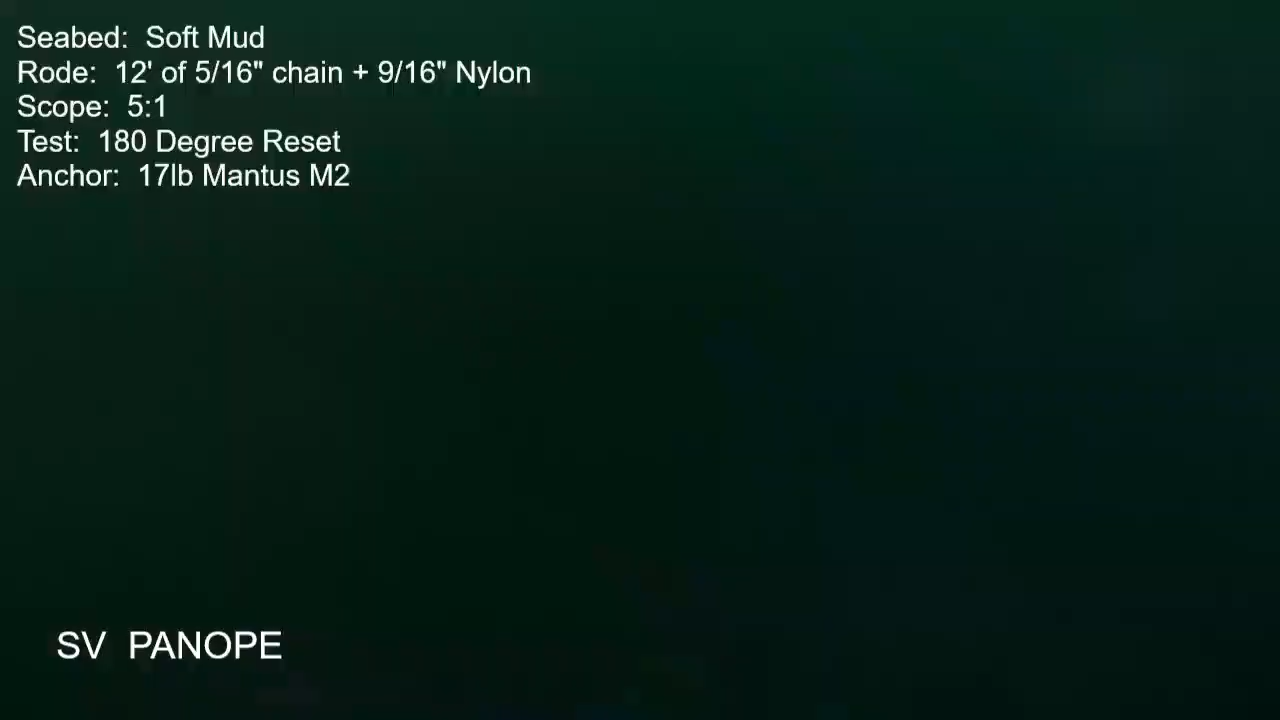 Seabed:  Soft Mud
Rode:  12' of 5/16" chain + 9/16" Nylon
Scope:  5:1
Test:  180 Degree Reset
Anchor:  17lb Mantus M2
SV  PANOPE